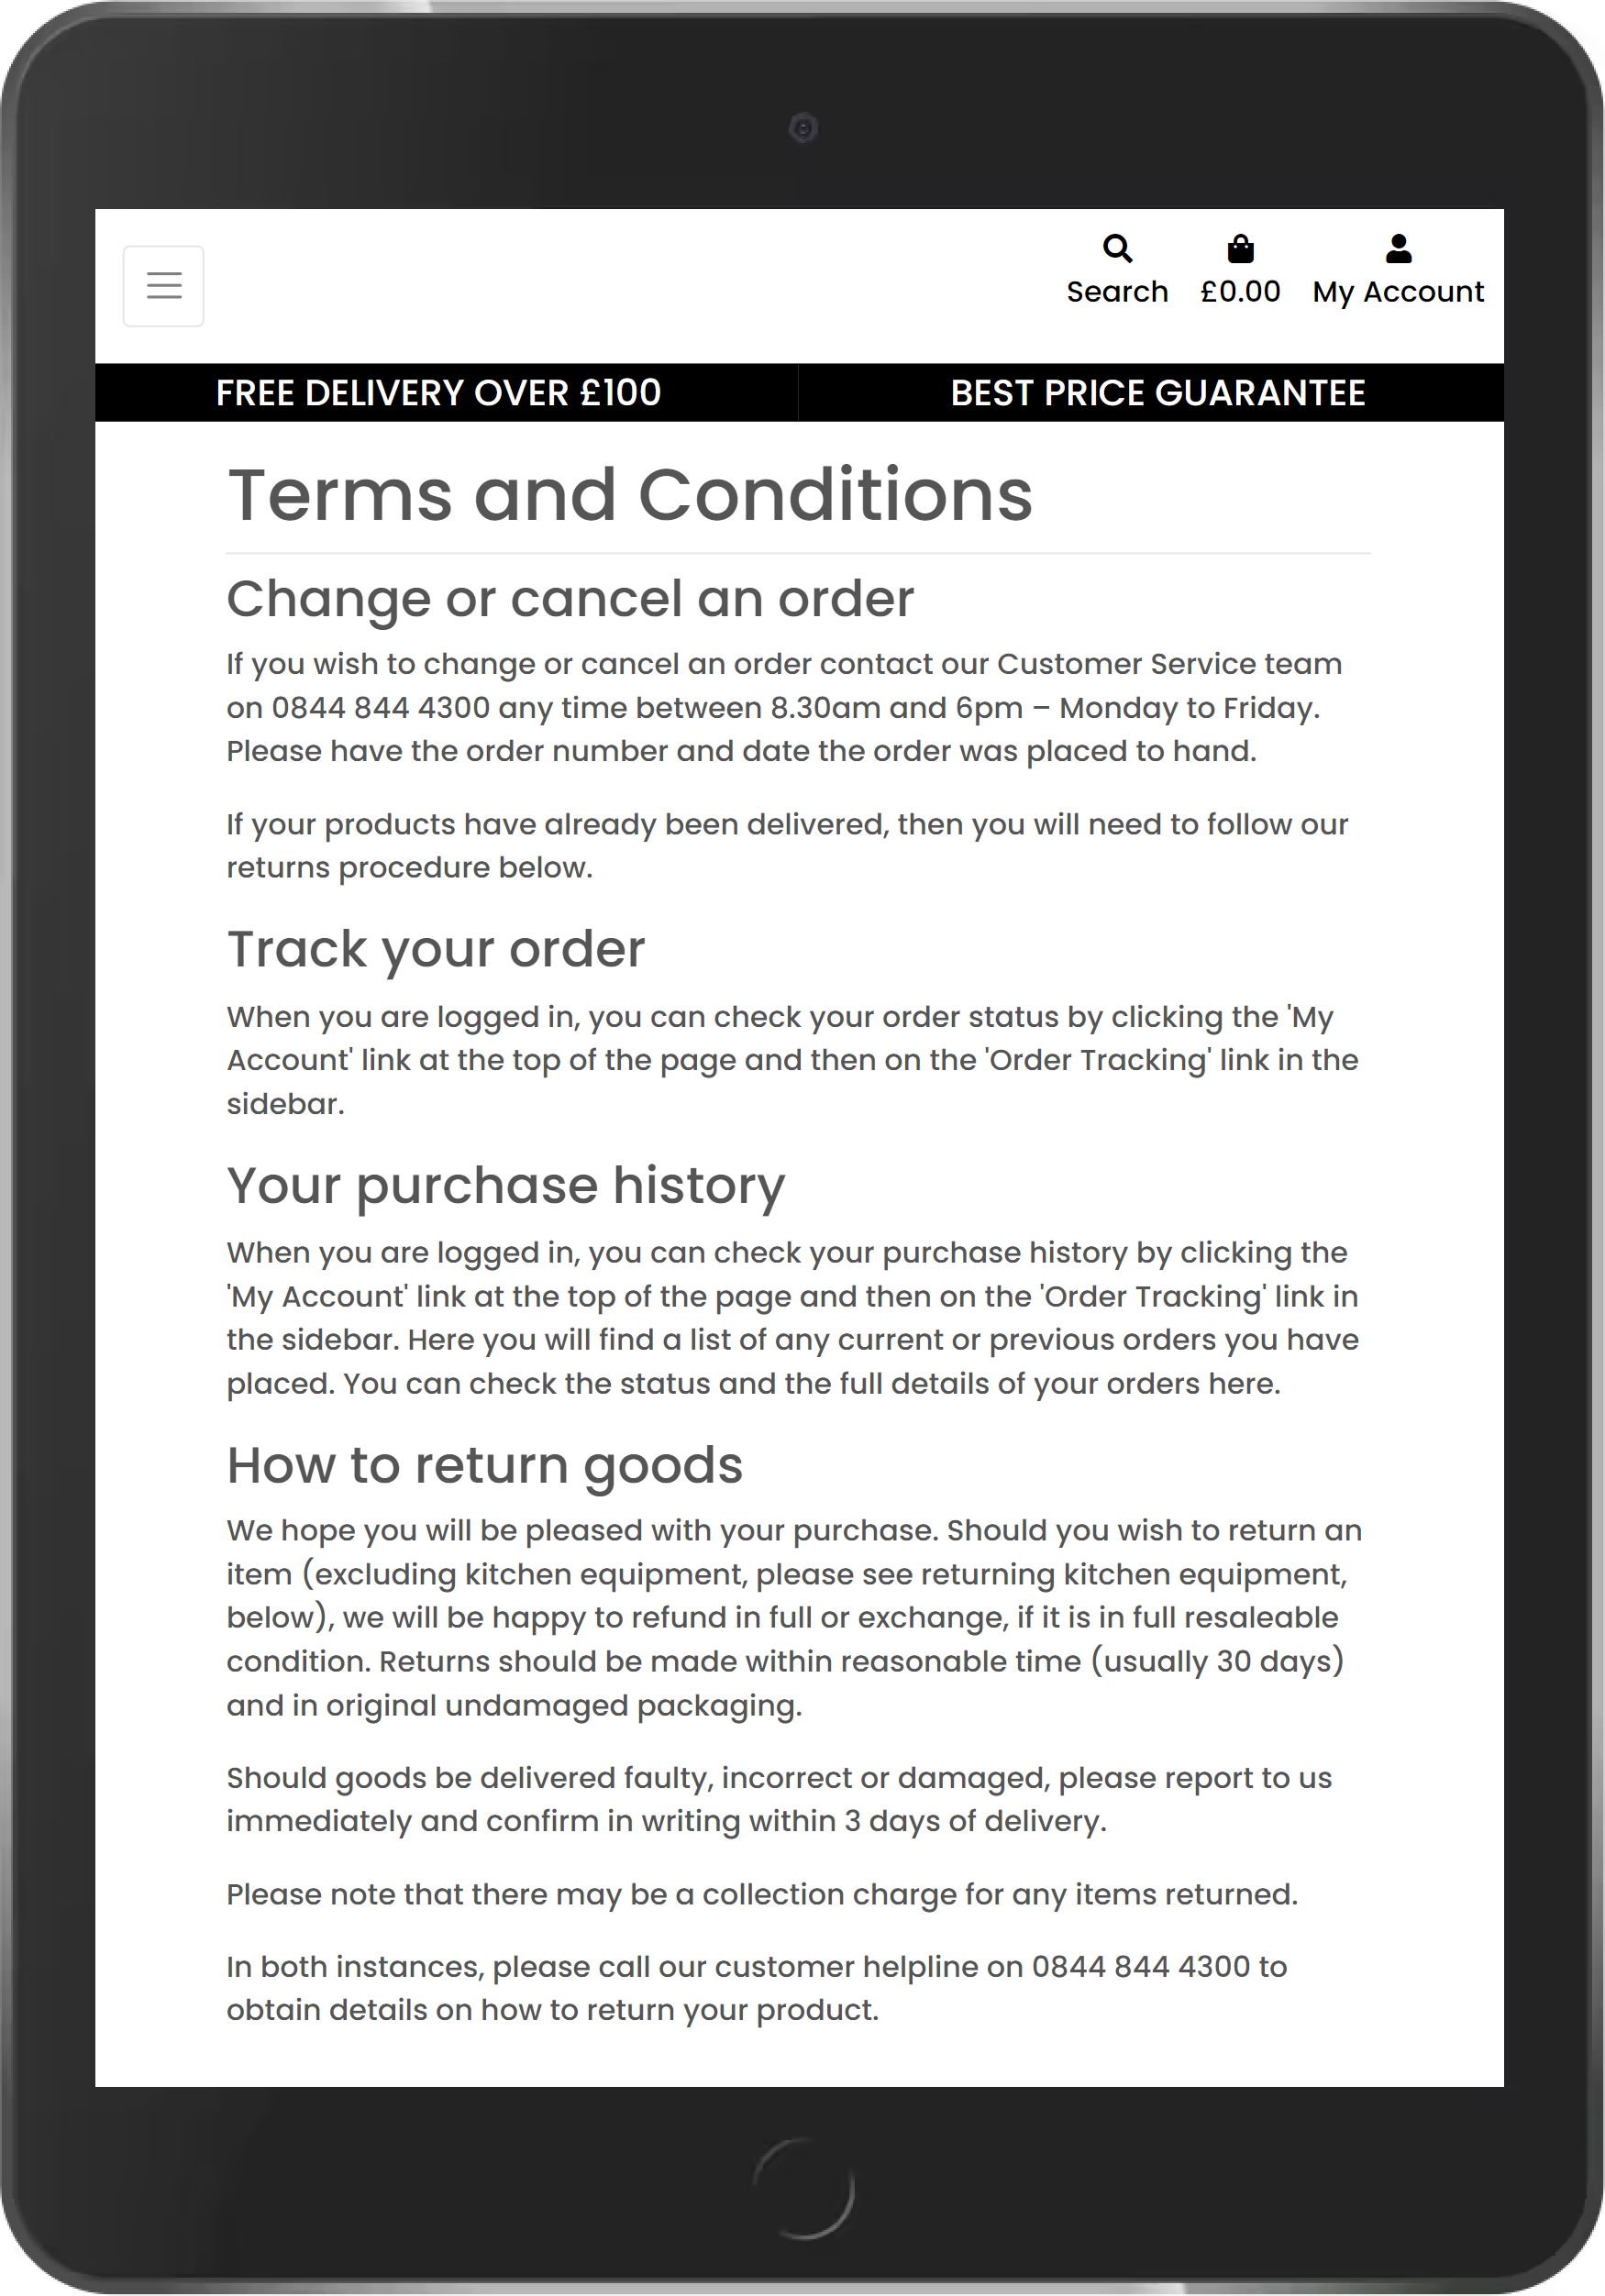 Search £0.00 My Account
FREE DELIVERY OVER £100 BEST PRICE GUARANTEE
Terms and Conditions
Change or cancel an order
If you wish to change or cancel an order contact our Customer Service team
on 0844 844 4300 any time between 8.30am and 6pm – Monday to Friday.
Please have the order number and date the order was placed to hand.
If your products have already been delivered, then you will need to follow our
returns procedure below.
Track your order
When you are logged in, you can check your order status by clicking the 'My
Account' link at the top of the page and then on the 'Order Tracking' link in the
sidebar.
Your purchase history
When you are logged in, you can check your purchase history by clicking the
'My Account' link at the top of the page and then on the 'Order Tracking' link in
the sidebar. Here you will find a list of any current or previous orders you have
placed. You can check the status and the full details of your orders here.
How to return goods
We hope you will be pleased with your purchase. Should you wish to return an
item (excluding kitchen equipment, please see returning kitchen equipment,
below), we will be happy to refund in full or exchange, if it is in full resaleable
condition. Returns should be made within reasonable time (usually 30 days)
and in original undamaged packaging.
Should goods be delivered faulty, incorrect or damaged, please report to us
immediately and confirm in writing within 3 days of delivery.
Please note that there may be a collection charge for any items returned.
In both instances, please call our customer helpline on 0844 844 4300 to
obtain details on how to return your product.